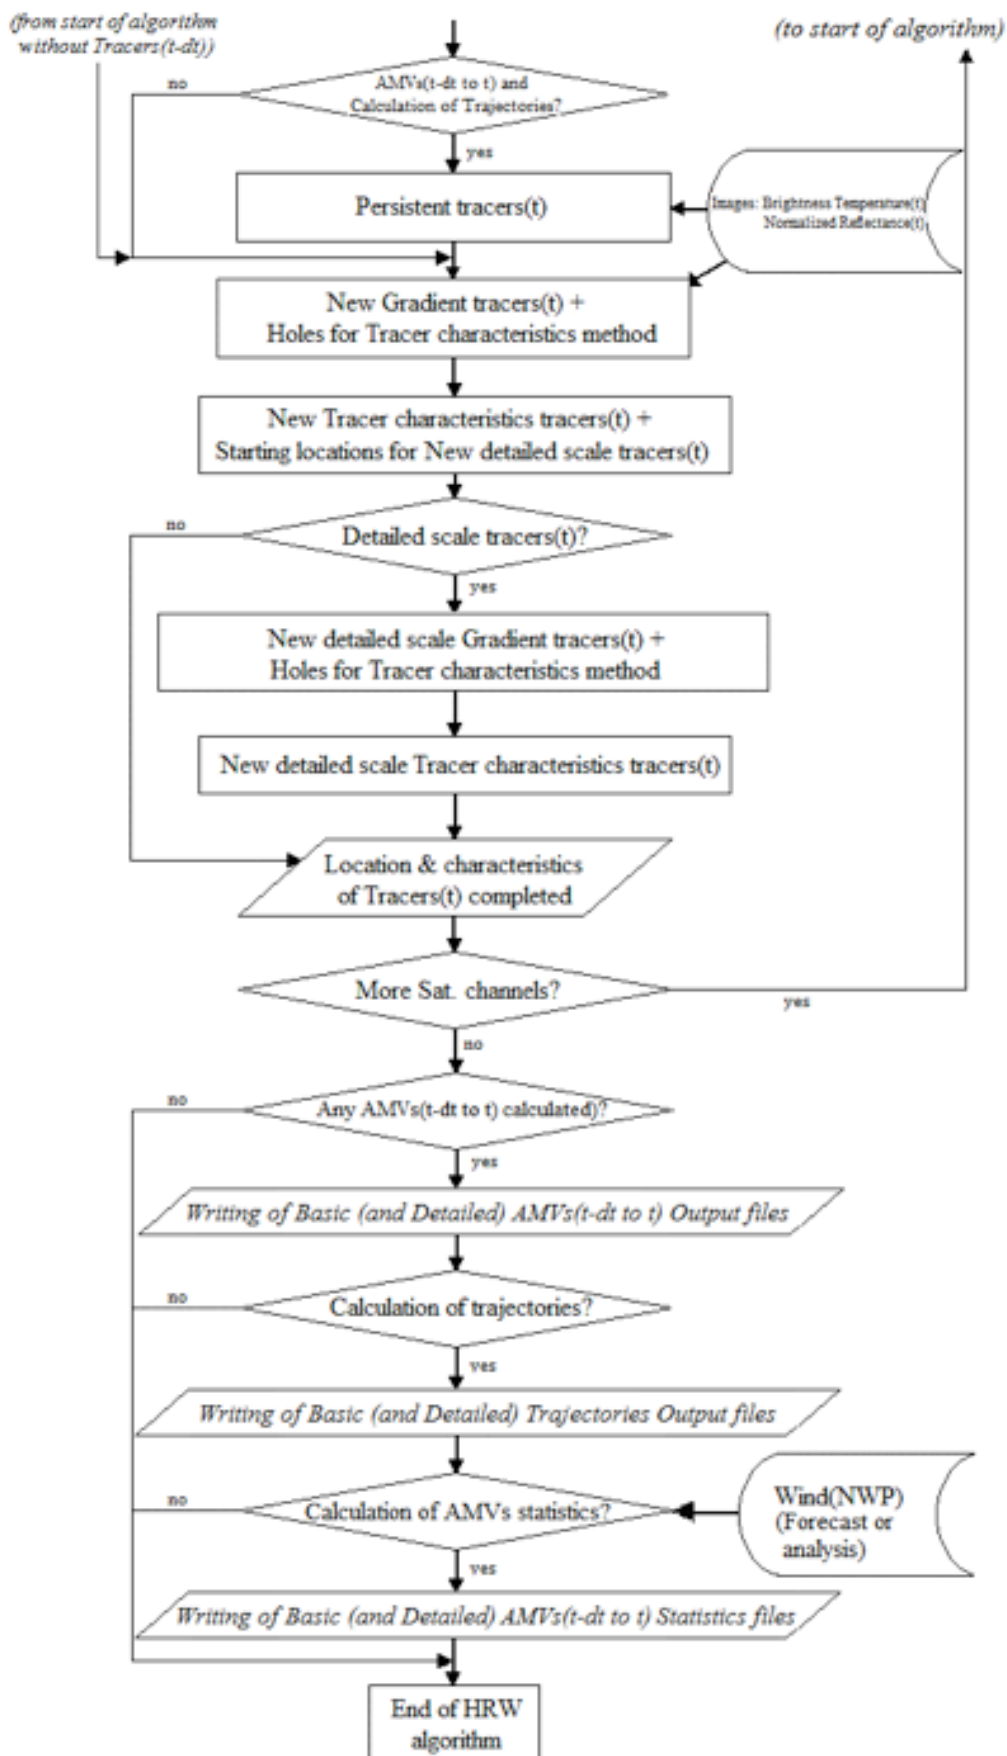 (from start of algorithm
without Tracers(t-dt))
(to start of algorithm)
AMVs(t-dt to t) and
Calculation of Trajectories?
no
yes
Persistent tracers(t)
Images: Brightness Temperature(t)
Normalized Reflectance(t)
New Gradient tracers(t) +
Holes for Tracer characteristics method
New Tracer characteristics tracers(t) +
Starting locations for New detailed scale tracers(t)
no
Detailed scale tracers(t)?
yes
New detailed scale Gradient tracers(t) +
Holes for Tracer characteristics method
New detailed scale Tracer characteristics tracers(t)
Location & characteristics
of Tracers(t) completed
More Sat. channels?
yes
no
no
Any AMVs(t-dt to t) calculated)?
yes
Writing of Basic (and Detailed) AMVs(t-dt to t) Output files
no
Calculation of trajectories?
yes
Writing of Basic (and Detailed) Trajectories Output files
no
Calculation of AMVs statistics?
Wind(NWP)
(Forecast or
analysis)
yes
Writing of Basic (and Detailed) AMVs(t-dt to t) Statistics files
End of HRW
algorithm